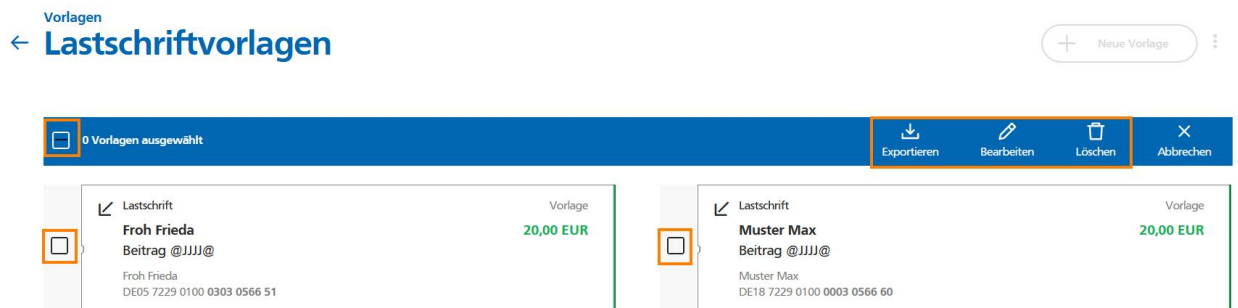 Vorlagen
Lastschriftvorlagen
Neue Vorlage
0 Vorlagen ausgewählt
Exportieren Bearbeiten Löschen Abbrechen
Lastschrift Vorlage
Froh Frieda 20,00 EUR
Beitrag @JJJJ@
Froh Frieda
DE05 7229 0100 0303 0566 51
Lastschrift Vorlage
Muster Max 20,00 EUR
Beitrag @JJJJ@
Muster Max
DE18 7229 0100 0003 0566 60